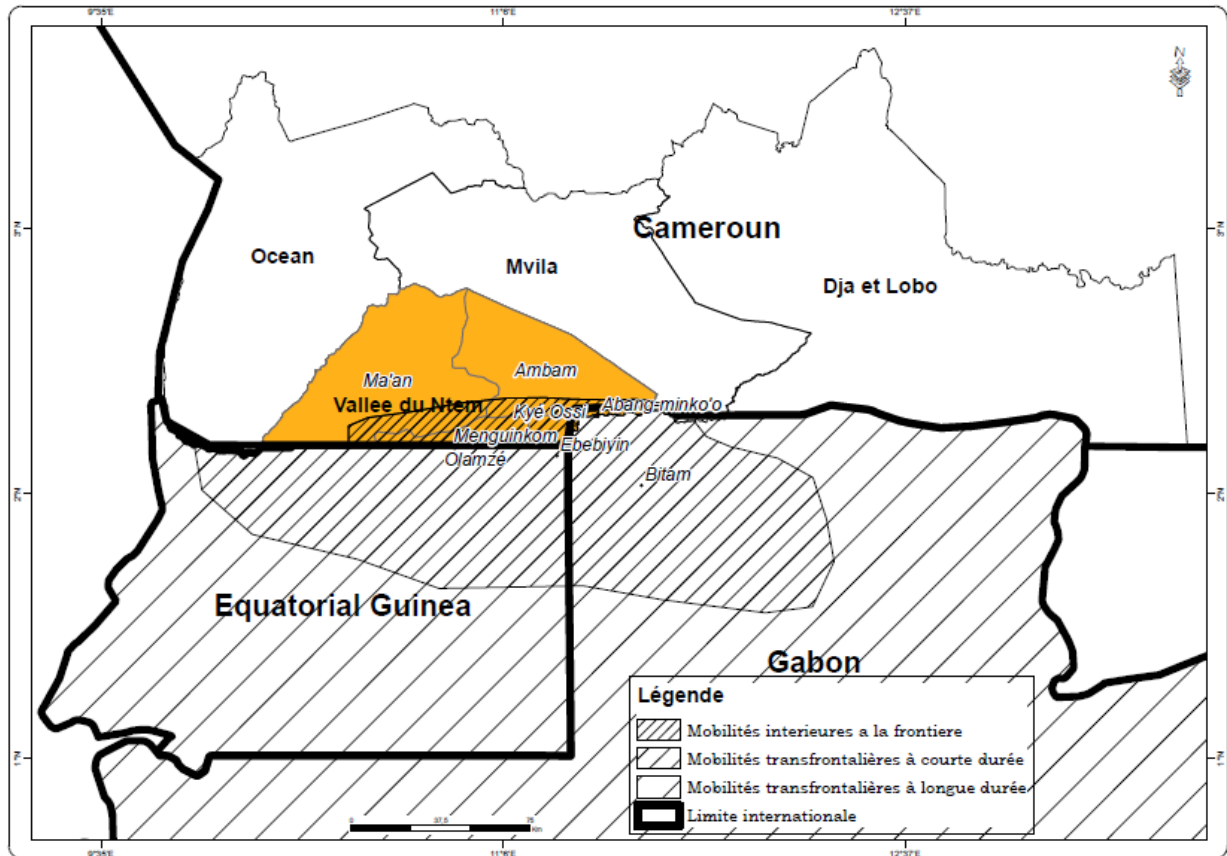 9°35'E 11°6'E 12°37'E
N
3°N 3°N
Cameroun
Ocean
Mvila
Dja et Lobo
Ambam
Ma'an
Vallee du Ntem
Kye Ossi
Abang-minko'o
Menguinkom
Ebebiyín
Olamzé
Bitam
2°N 2°N
Equatorial Guinea
Gabon
Légende
Mobilités interieures a la frontiere
Mobilités transfrontalières à courte durée
Mobilités transfrontalières à longue durée
Limite internationale
1°N 1°N
0 37,5 75
Km
9°35'E 11°6'E 12°37'E